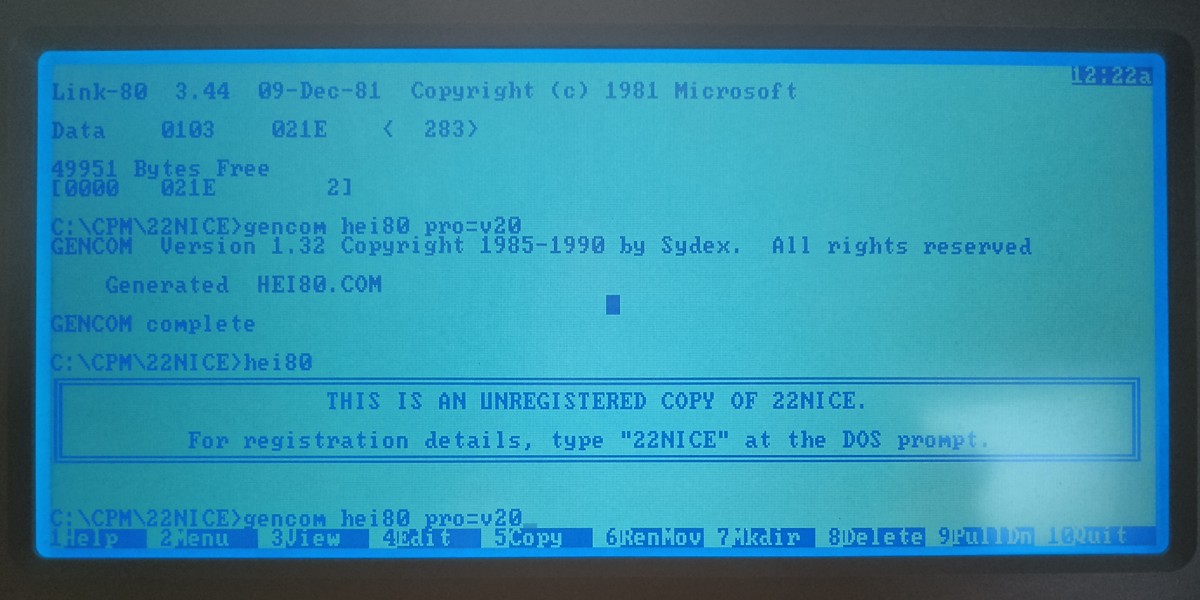 12:22a
Link-80 3.44 09-Dec-81 Copyright (c) 1981 Microsoft
Data 0103 021E < 283>
49951 Bytes Free
[0000 021E 2]
C:\CPM\22NICE>gencom hei80 pro=v20
GENCOM Version 1.32 Copyright 1985-1990 by Sydex. All rights reserved
Generated HEI80.COM
GENCOM complete
C:\CPM\22NICE>hei80
THIS IS AN UNREGISTERED COPY OF 22NICE.
For registration details, type "22NICE" at the DOS prompt.
C:\CPM\22NICE>gencom hei80 pro=v20_
1Help 2Menu 3View 4Edit 5Copy 6RenMov 7Mkdir 8Delete 9PullDn 10Quit